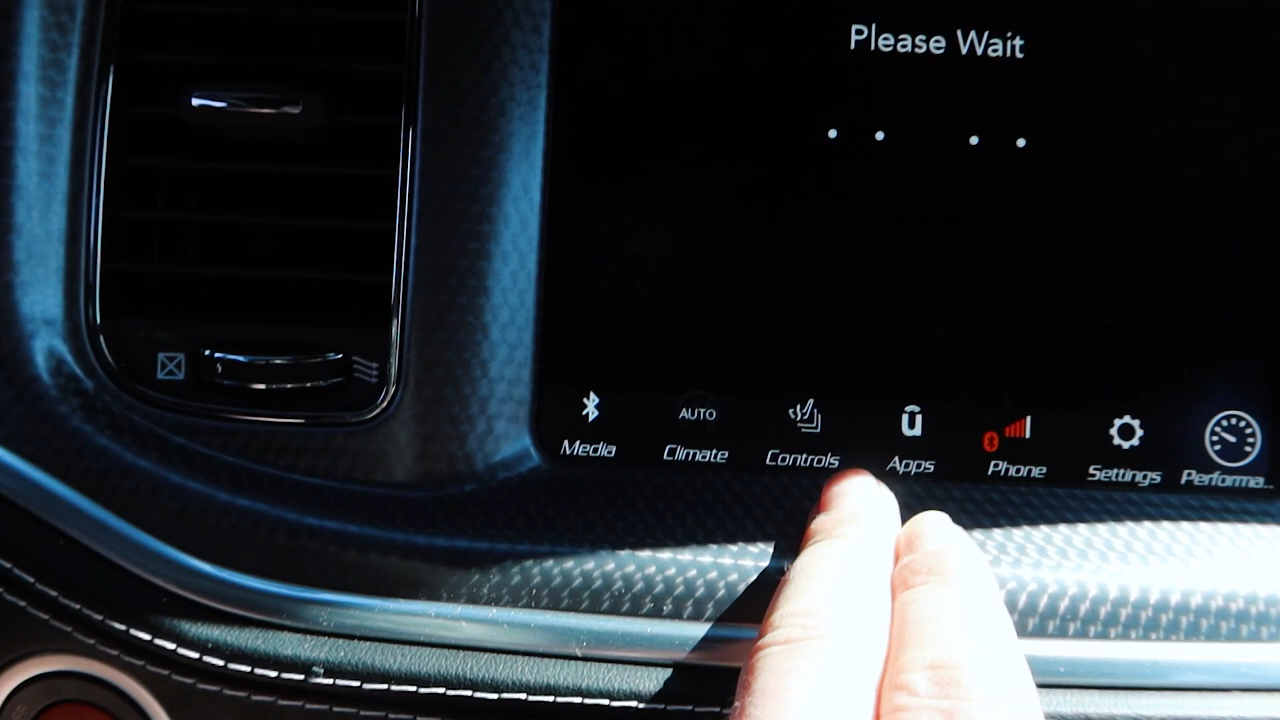 Please Wait
AUTO
Media
Climate
Controls
ū
Apps
Phone
Settings
Performa...